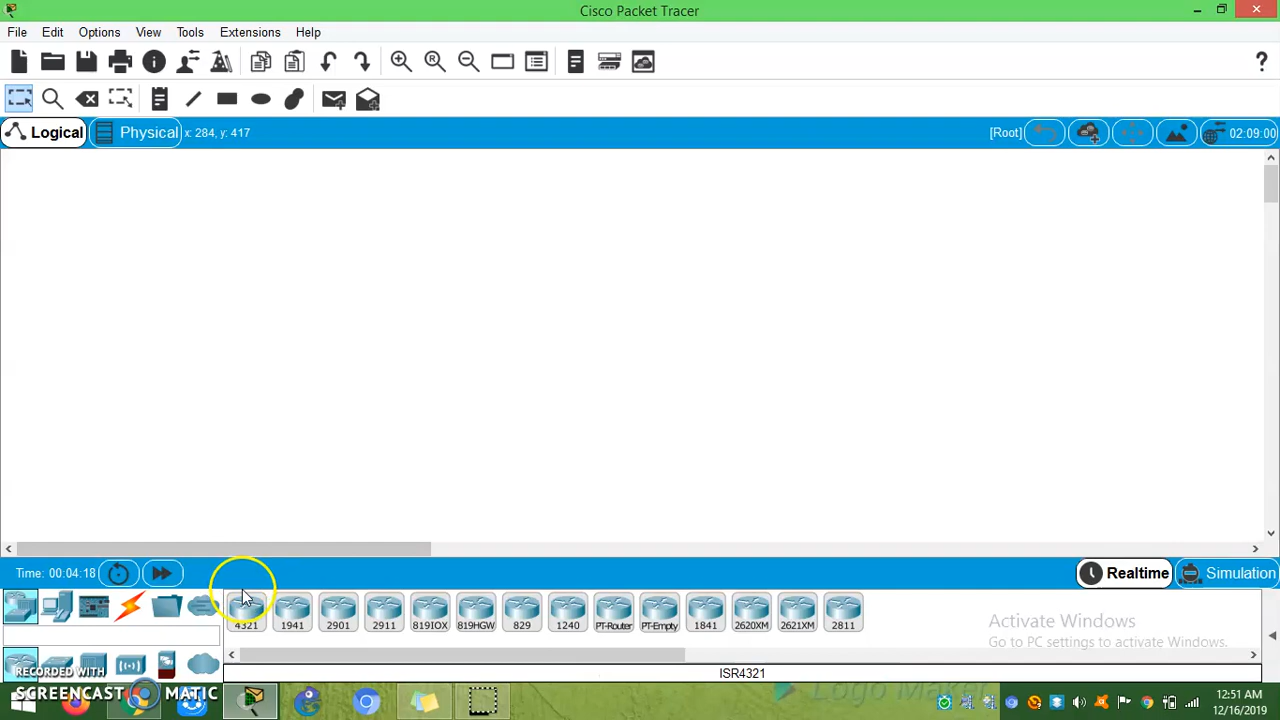 Cisco Packet Tracer
File Edit Options View Tools Extensions Help
Logical Physical x: 284, y: 417 [Root] 02:09:00
Time: 00:04:18 Realtime Simulation
4321 1941 2901 2911 819IOX 819HGW 829 1240 PT-Router PT-Empty 1841 2620XM 2621XM 2811
Activate Windows
Go to PC settings to activate Windows.
ISR4321
RECORDED WITH
SCREENCAST MATIC
Logo Maker
12:51 AM
12/16/2019